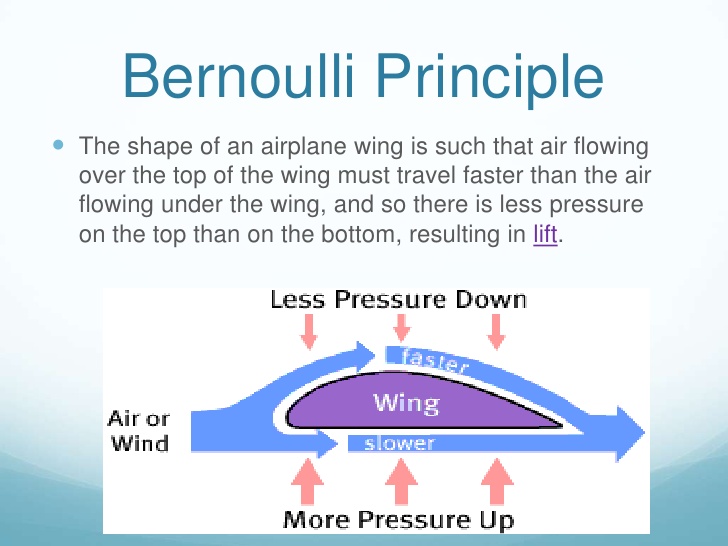 Bernoulli Principle
The shape of an airplane wing is such that air flowing
over the top of the wing must travel faster than the air
flowing under the wing, and so there is less pressure
on the top than on the bottom, resulting in lift.
Less Pressure Down
faster
Wing
Air or
Wind
slower
More Pressure Up